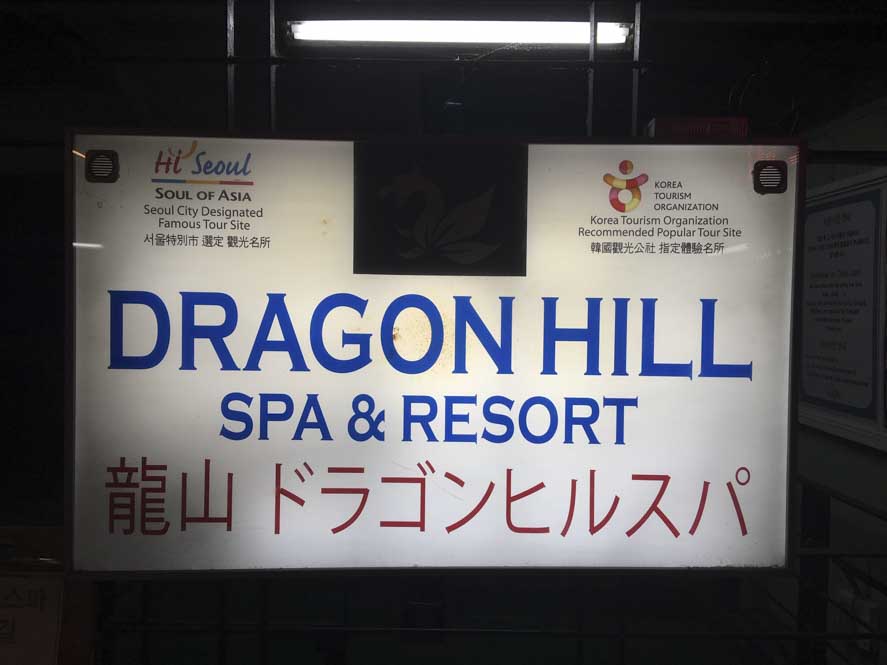 Hi Seoul
SOUL OF ASIA
Seoul City Designated
Famous Tour Site
서울特別市 選定 觀光名所
KOREA
TOURISM
ORGANIZATION
Korea Tourism Organization
Recommended Popular Tour Site
韓國觀光公社 指定體驗名所
DRAGON HILL
SPA & RESORT
龍山 ドラゴンヒルスパ
스파
길